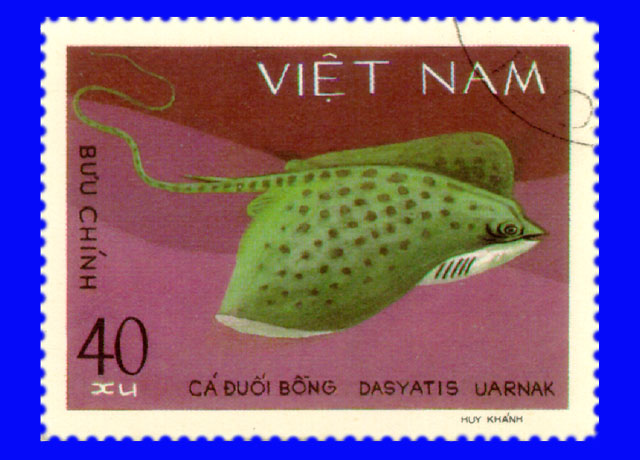 VIỆT NAM
BƯU CHÍNH
40
xu
CÁ ĐUỐI BỒNG DASYATIS UARNAK
HUY KHÁNH